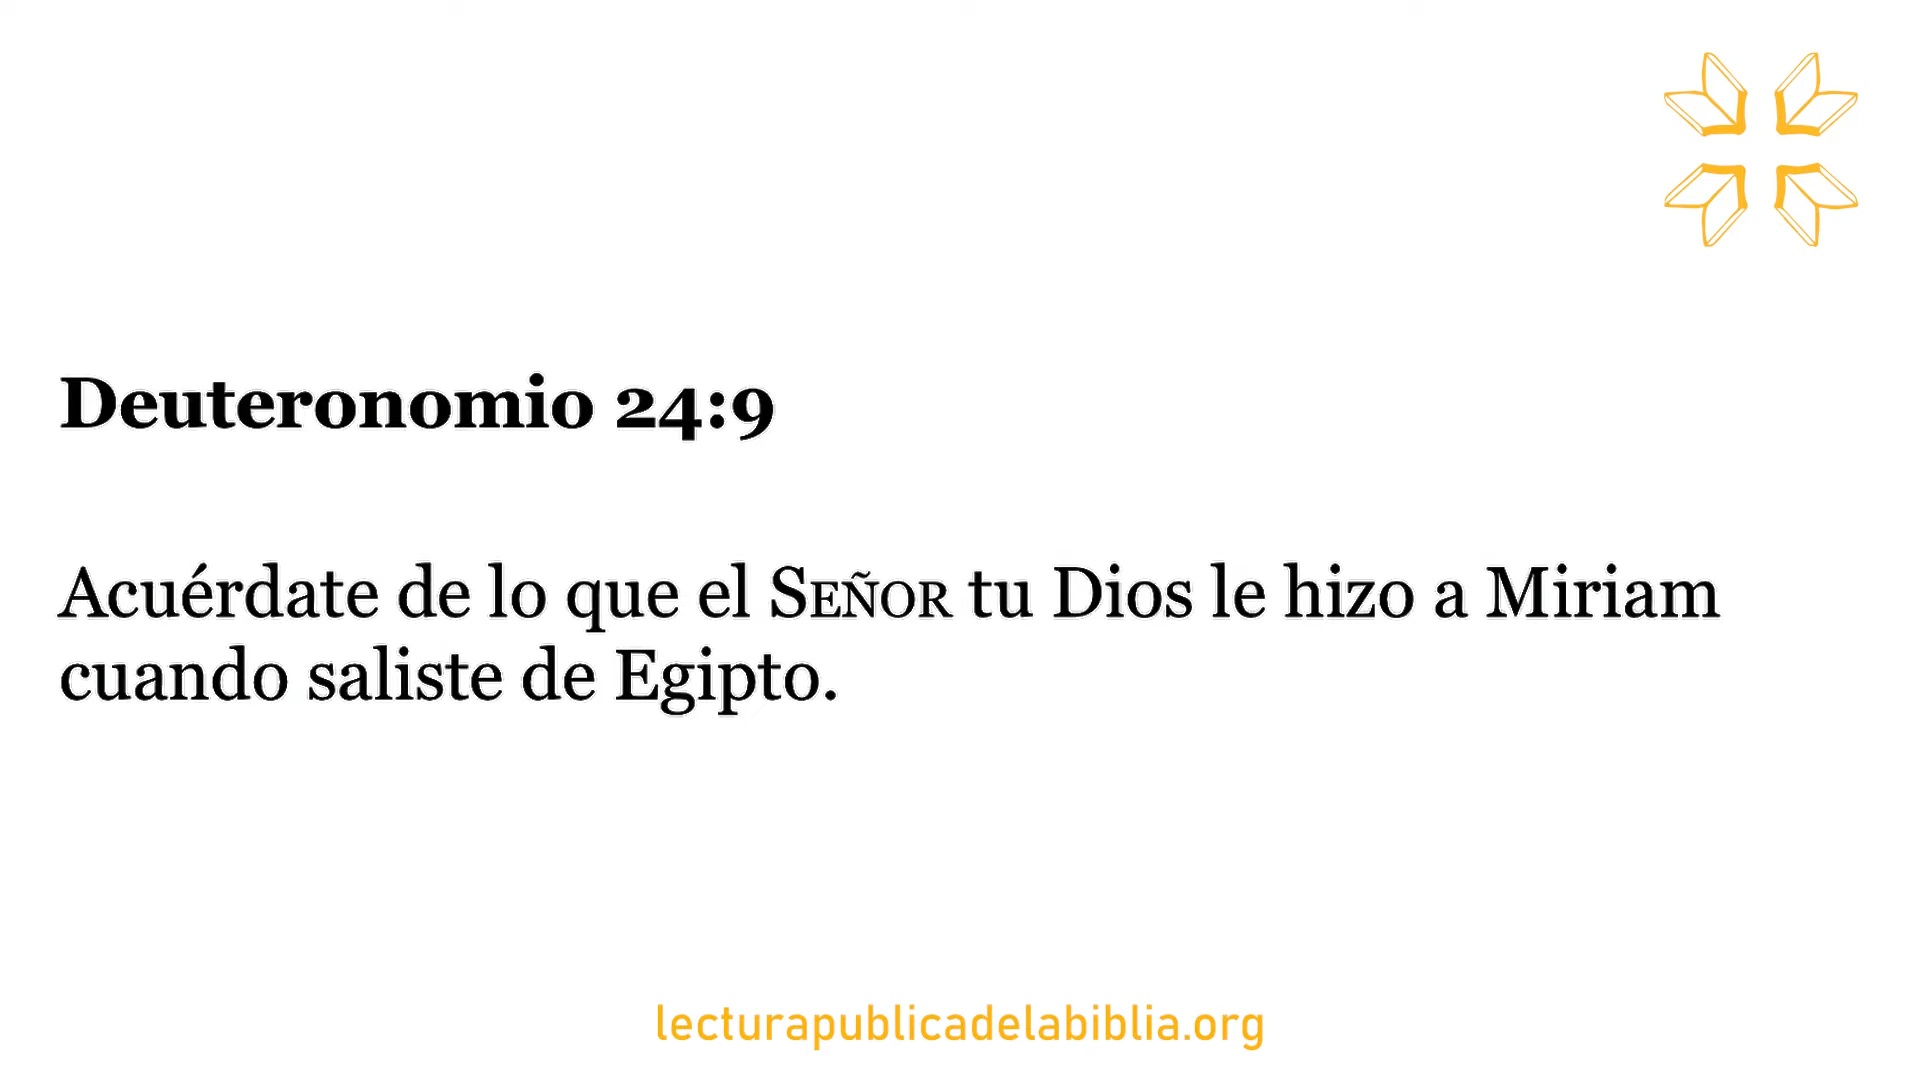 Deuteronomio 24:9
Acuérdate de lo que el SEÑOR tu Dios le hizo a Miriam
cuando saliste de Egipto.
lecturapublicadelabiblia.org